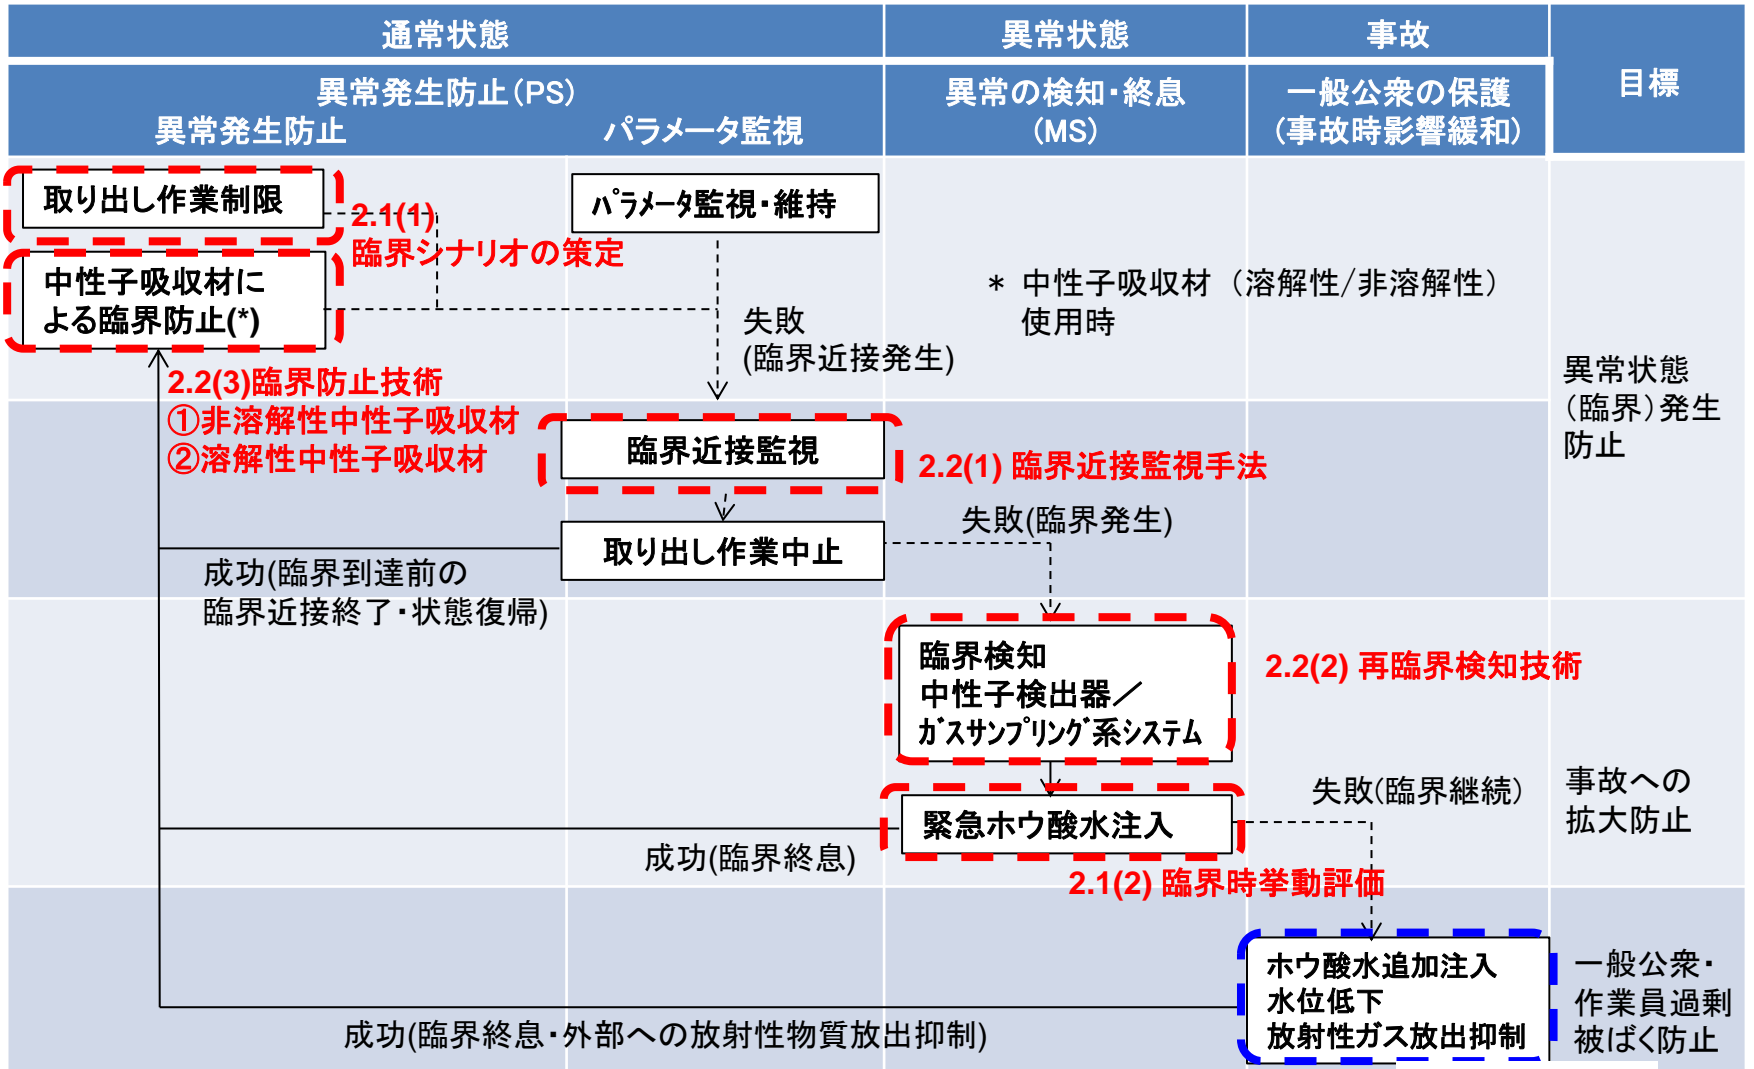 通常状態
異常状態
事故
目標
異常発生防止(PS)
異常発生防止
パラメータ監視
異常の検知・終息
(MS)
一般公衆の保護
(事故時影響緩和)
取り出し作業制限
パラメータ監視・維持
2.1(1)
臨界シナリオの策定
中性子吸収材に
よる臨界防止(*)
* 中性子吸収材（溶解性/非溶解性）
使用時
失敗
(臨界近接発生)
2.2(3)臨界防止技術
①非溶解性中性子吸収材
②溶解性中性子吸収材
異常状態
（臨界）発生
防止
臨界近接監視
2.2(1) 臨界近接監視手法
取り出し作業中止
失敗(臨界発生)
成功(臨界到達前の
臨界近接終了・状態復帰)
臨界検知
中性子検出器／
ガスサンプリング系システム
2.2(2) 再臨界検知技術
事故への
拡大防止
失敗(臨界継続)
緊急ホウ酸水注入
成功(臨界終息)
2.1(2) 臨界時挙動評価
ホウ酸水追加注入
水位低下
放射性ガス放出抑制
一般公衆・
作業員過剰
被ばく防止
成功(臨界終息・外部への放射性物質放出抑制)